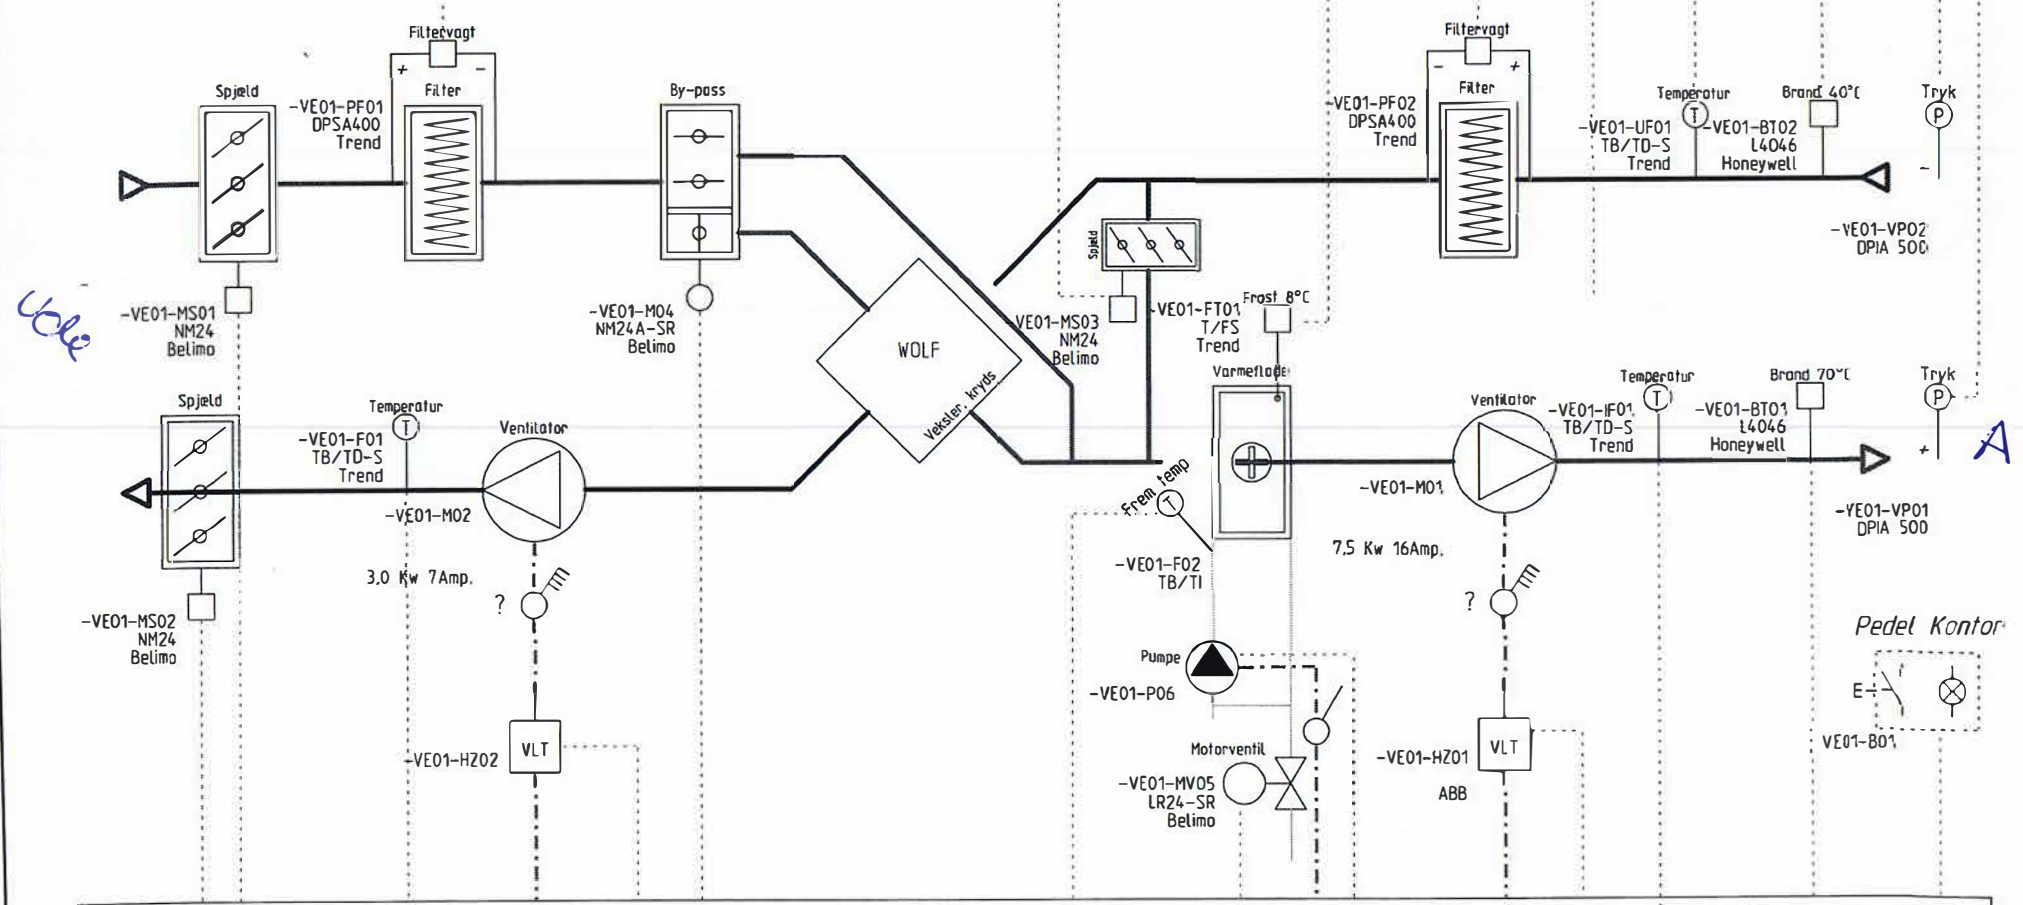 Filtervagt
+ -
Spjæld
-VE01-PF01
DPSA400
Trend
Filter
By-pass
Filtervagt
- +
-VE01-PF02
DPSA400
Trend
Filter
Temperatur
T
-VE01-UF01
TB/TD-S
Trend
Brand 40°C
-VE01-BT02
L4046
Honeywell
Tryk
P
-
-VE01-VP02
DPIA 500
-VE01-MS01
NM24
Belimo
-VE01-M04
NM24A-SR
Belimo
WOLF
Veksler, kryds
Spjæld
-VE01-MS03
NM24
Belimo
Frost 8°C
-VE01-FT01
T/FS
Trend
Varmeflade
Spjæld
Temperatur
T
-VE01-F01
TB/TD-S
Trend
Ventilator
-VE01-M02
3,0 Kw 7Amp.
?
-VE01-MS02
NM24
Belimo
VLT
-VE01-HZ02
Frem temp
T
-VE01-F02
TB/TI
Pumpe
-VE01-P06
Motorventil
-VE01-MV05
LR24-SR
Belimo
Ventilator
-VE01-M01
7,5 Kw 16Amp.
?
VLT
-VE01-HZ01
ABB
Temperatur
T
-VE01-IF01
TB/TD-S
Trend
Brand 70°C
-VE01-BT01
L4046
Honeywell
Tryk
P
+
A
-VE01-VP01
DPIA 500
Pedel Kontor
E
VE01-B01